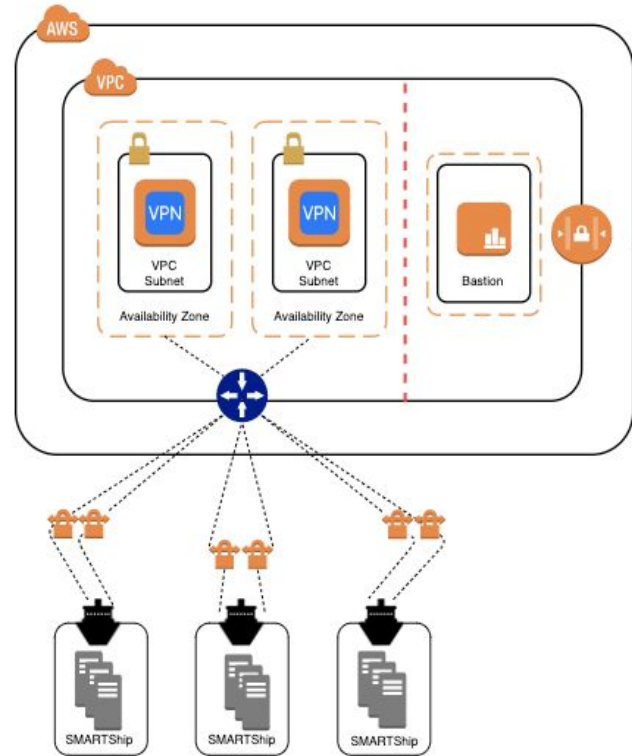 AWS
VPC
VPN
VPN
VPC
Subnet
VPC
Subnet
Bastion
Availability Zone
Availability Zone
SMARTShip
SMARTShip
SMARTShip